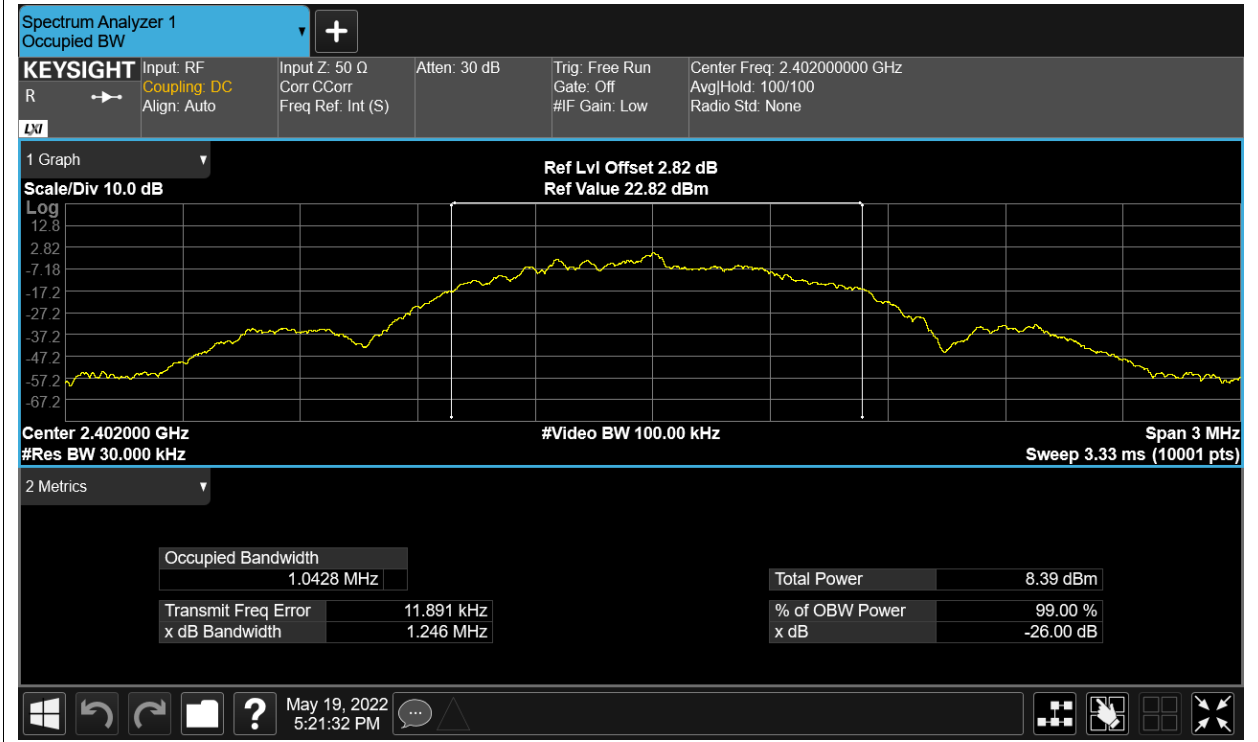 Spectrum Analyzer 1
Occupied BW
KEYSIGHT Input: RF Input Z: 50 Ω Atten: 30 dB Trig: Free Run Center Freq: 2.402000000 GHz
R Coupling: DC Corr CCorr Gate: Off Avg|Hold: 100/100
Align: Auto Freq Ref: Int (S) #IF Gain: Low Radio Std: None
LXI
1 Graph
Ref Lvl Offset 2.82 dB
Scale/Div 10.0 dB Ref Value 22.82 dBm
Log
12.8
2.82
-7.18
-17.2
-27.2
-37.2
-47.2
-57.2
-67.2
Center 2.402000 GHz #Video BW 100.00 kHz Span 3 MHz
#Res BW 30.000 kHz Sweep 3.33 ms (10001 pts)
2 Metrics
Occupied Bandwidth
1.0428 MHz Total Power 8.39 dBm
Transmit Freq Error 11.891 kHz % of OBW Power 99.00 %
x dB Bandwidth 1.246 MHz x dB -26.00 dB
? May 19, 2022
5:21:32 PM